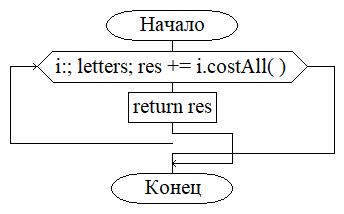 Начало
i:; letters; res += i.costAll( )
return res
Конец